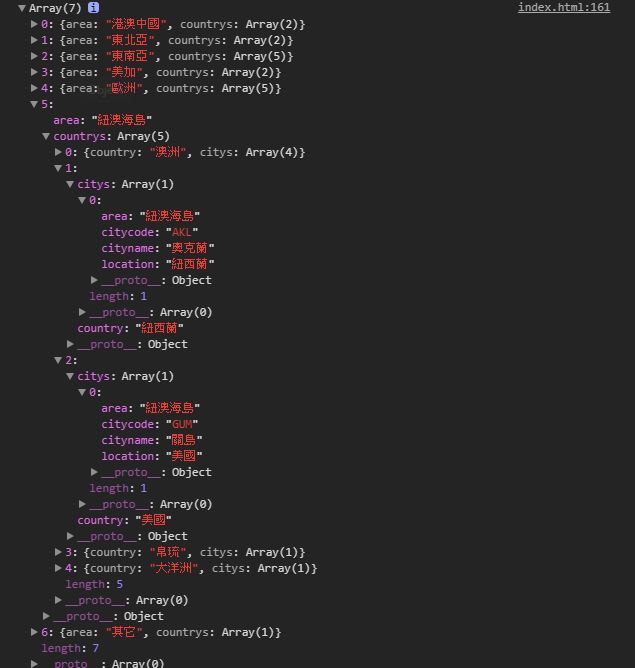 Array(7) i index.html:161
0: {area: "港澳中國", countrys: Array(2)}
1: {area: "東北亞", countrys: Array(2)}
2: {area: "東南亞", countrys: Array(5)}
3: {area: "美加", countrys: Array(2)}
4: {area: "歐洲", countrys: Array(5)}
5:
area: "紐澳海島"
countrys: Array(5)
0: {country: "澳洲", citys: Array(4)}
1:
citys: Array(1)
0:
area: "紐澳海島"
citycode: "AKL"
cityname: "奧克蘭"
location: "紐西蘭"
__proto__: Object
length: 1
__proto__: Array(0)
country: "紐西蘭"
__proto__: Object
2:
citys: Array(1)
0:
area: "紐澳海島"
citycode: "GUM"
cityname: "關島"
location: "美國"
__proto__: Object
length: 1
__proto__: Array(0)
country: "美國"
__proto__: Object
3: {country: "帛琉", citys: Array(1)}
4: {country: "大洋洲", citys: Array(1)}
length: 5
__proto__: Array(0)
__proto__: Object
6: {area: "其它", countrys: Array(1)}
length: 7
__proto__: Array(0)